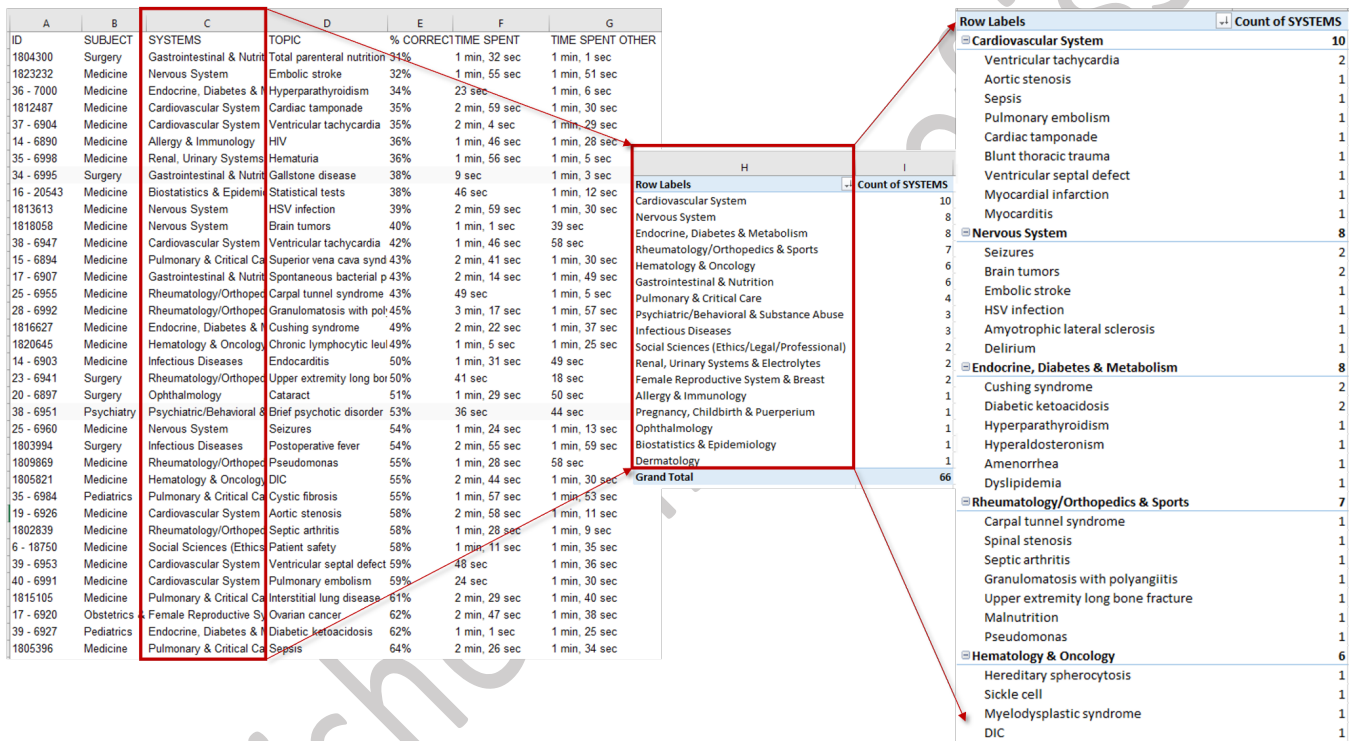 A B C D E F G
ID SUBJECT SYSTEMS TOPIC % CORRECT TIME SPENT TIME SPENT OTHER
1804300 Surgery Gastrointestinal & Nutrit Total parenteral nutrition 31% 1 min, 32 sec 1 min, 1 sec
1823232 Medicine Nervous System Embolic stroke 32% 1 min, 55 sec 1 min, 51 sec
36 - 7000 Medicine Endocrine, Diabetes & M Hyperparathyroidism 34% 23 sec 1 min, 6 sec
1812487 Medicine Cardiovascular System Cardiac tamponade 35% 2 min, 59 sec 1 min, 30 sec
37 - 6904 Medicine Cardiovascular System Ventricular tachycardia 35% 2 min, 4 sec 1 min, 29 sec
14 - 6890 Medicine Allergy & Immunology HIV 36% 1 min, 46 sec 1 min, 28 sec
35 - 6998 Medicine Renal, Urinary Systems Hematuria 36% 1 min, 56 sec 1 min, 5 sec
34 - 6995 Surgery Gastrointestinal & Nutrit Gallstone disease 38% 9 sec 1 min, 3 sec
16 - 20543 Medicine Biostatistics & Epidemi Statistical tests 38% 46 sec 1 min, 12 sec
1813613 Medicine Nervous System HSV infection 39% 2 min, 59 sec 1 min, 30 sec
1818058 Medicine Nervous System Brain tumors 40% 1 min, 1 sec 39 sec
38 - 6947 Medicine Cardiovascular System Ventricular tachycardia 42% 1 min, 46 sec 58 sec
15 - 6894 Medicine Pulmonary & Critical Ca Superior vena cava synd 43% 2 min, 41 sec 1 min, 30 sec
17 - 6907 Medicine Gastrointestinal & Nutrit Spontaneous bacterial p 43% 2 min, 14 sec 1 min, 49 sec
25 - 6955 Medicine Rheumatology/Orthoped Carpal tunnel syndrome 43% 49 sec 1 min, 5 sec
28 - 6992 Medicine Rheumatology/Orthoped Granulomatosis with poly 45% 3 min, 17 sec 1 min, 57 sec
1816627 Medicine Endocrine, Diabetes & M Cushing syndrome 49% 2 min, 22 sec 1 min, 37 sec
1820645 Medicine Hematology & Oncology Chronic lymphocytic leul 49% 1 min, 5 sec 1 min, 25 sec
14 - 6903 Medicine Infectious Diseases Endocarditis 50% 1 min, 31 sec 49 sec
23 - 6941 Surgery Rheumatology/Orthoped Upper extremity long bor 50% 41 sec 18 sec
20 - 6897 Surgery Ophthalmology Cataract 51% 1 min, 29 sec 50 sec
38 - 6951 Psychiatry Psychiatric/Behavioral & Brief psychotic disorder 53% 36 sec 44 sec
25 - 6960 Medicine Nervous System Seizures 54% 1 min, 24 sec 1 min, 13 sec
1803994 Surgery Infectious Diseases Postoperative fever 54% 2 min, 55 sec 1 min, 59 sec
1809869 Medicine Rheumatology/Orthoped Pseudomonas 55% 1 min, 28 sec 58 sec
1805821 Medicine Hematology & Oncology DIC 55% 2 min, 44 sec 1 min, 30 sec
35 - 6984 Pediatrics Pulmonary & Critical Ca Cystic fibrosis 55% 1 min, 57 sec 1 min, 53 sec
19 - 6926 Medicine Cardiovascular System Aortic stenosis 58% 2 min, 58 sec 1 min, 11 sec
1802839 Medicine Rheumatology/Orthoped Septic arthritis 58% 1 min, 28 sec 1 min, 9 sec
6 - 18750 Medicine Social Sciences (Ethics Patient safety 58% 1 min, 11 sec 1 min, 35 sec
39 - 6953 Medicine Cardiovascular System Ventricular septal defect 59% 48 sec 1 min, 36 sec
40 - 6991 Medicine Cardiovascular System Pulmonary embolism 59% 24 sec 1 min, 30 sec
1815105 Medicine Pulmonary & Critical Ca Interstitial lung disease 61% 2 min, 29 sec 1 min, 40 sec
17 - 6920 Obstetrics & Female Reproductive Sy Ovarian cancer 62% 2 min, 47 sec 1 min, 38 sec
39 - 6927 Pediatrics Endocrine, Diabetes & M Diabetic ketoacidosis 62% 1 min, 1 sec 1 min, 25 sec
1805396 Medicine Pulmonary & Critical Ca Sepsis 64% 2 min, 26 sec 1 min, 34 sec
H I
Row Labels Count of SYSTEMS
Cardiovascular System 10
Nervous System 8
Endocrine, Diabetes & Metabolism 8
Rheumatology/Orthopedics & Sports 7
Hematology & Oncology 6
Gastrointestinal & Nutrition 6
Pulmonary & Critical Care 4
Psychiatric/Behavioral & Substance Abuse 3
Infectious Diseases 3
Social Sciences (Ethics/Legal/Professional) 2
Renal, Urinary Systems & Electrolytes 2
Female Reproductive System & Breast 2
Allergy & Immunology 1
Pregnancy, Childbirth & Puerperium 1
Ophthalmology 1
Biostatistics & Epidemiology 1
Dermatology 1
Grand Total 66
Row Labels Count of SYSTEMS
Cardiovascular System 10
Ventricular tachycardia 2
Aortic stenosis 1
Sepsis 1
Pulmonary embolism 1
Cardiac tamponade 1
Blunt thoracic trauma 1
Ventricular septal defect 1
Myocardial infarction 1
Myocarditis 1
Nervous System 8
Seizures 2
Brain tumors 2
Embolic stroke 1
HSV infection 1
Amyotrophic lateral sclerosis 1
Delirium 1
Endocrine, Diabetes & Metabolism 8
Cushing syndrome 2
Diabetic ketoacidosis 2
Hyperparathyroidism 1
Hyperaldosteronism 1
Amenorrhea 1
Dyslipidemia 1
Rheumatology/Orthopedics & Sports 7
Carpal tunnel syndrome 1
Spinal stenosis 1
Septic arthritis 1
Granulomatosis with polyangiitis 1
Upper extremity long bone fracture 1
Malnutrition 1
Pseudomonas 1
Hematology & Oncology 6
Hereditary spherocytosis 1
Sickle cell 1
Myelodysplastic syndrome 1
DIC 1